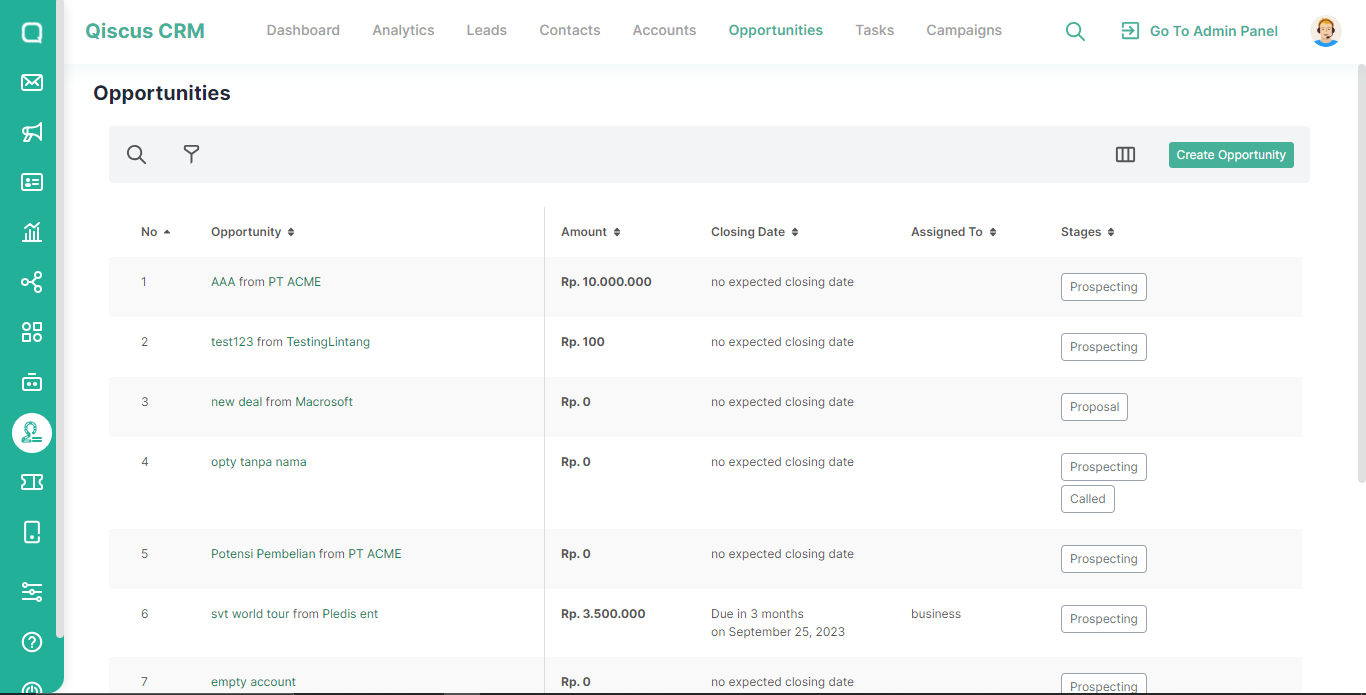 Qiscus CRM Dashboard Analytics Leads Contacts Accounts Opportunities Tasks Campaigns Go To Admin Panel
Opportunities
Create Opportunity
No Opportunity Amount Closing Date Assigned To Stages
1 AAA from PT ACME Rp. 10.000.000 no expected closing date Prospecting
2 test123 from TestingLintang Rp. 100 no expected closing date Prospecting
3 new deal from Macrosoft Rp. 0 no expected closing date Proposal
4 opty tanpa nama Rp. 0 no expected closing date Prospecting
Called
5 Potensi Pembelian from PT ACME Rp. 0 no expected closing date Prospecting
6 svt world tour from Pledis ent Rp. 3.500.000 Due in 3 months business Prospecting
on September 25, 2023
7 empty account Rp. 0 no expected closing date Prospecting